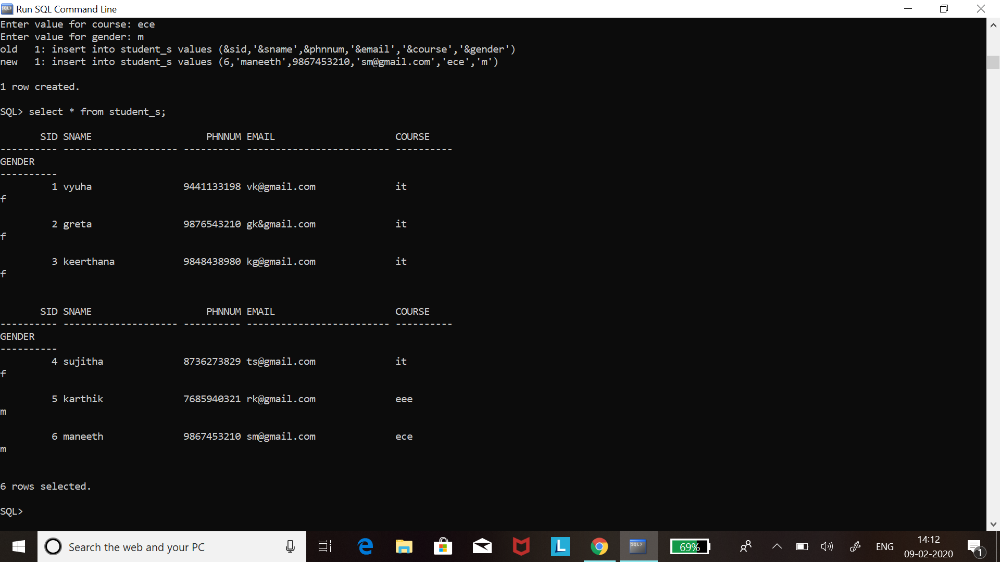 Run SQL Command Line
Enter value for course: ece
Enter value for gender: m
old   1: insert into student_s values (&sid,'&sname',&phnnum,'&email','&course','&gender')
new   1: insert into student_s values (6,'maneeth',9867453210,'sm@gmail.com','ece','m')
1 row created.
SQL> select * from student_s;
       SID SNAME                    PHNNUM EMAIL                     COURSE
---------- -------------------- ---------- ------------------------- ----------
GENDER
----------
         1 vyuha                9441133198 vk@gmail.com              it
f
         2 greta                9876543210 gk&gmail.com              it
f
         3 keerthana            9848438980 kg@gmail.com              it
f
       SID SNAME                    PHNNUM EMAIL                     COURSE
---------- -------------------- ---------- ------------------------- ----------
GENDER
----------
         4 sujitha              8736273829 ts@gmail.com              it
f
         5 karthik              7685940321 rk@gmail.com              eee
m
         6 maneeth              9867453210 sm@gmail.com              ece
m
6 rows selected.
SQL>
Search the web and your PC
L
SQL>
69%
ENG
14:12
09-02-2020
1